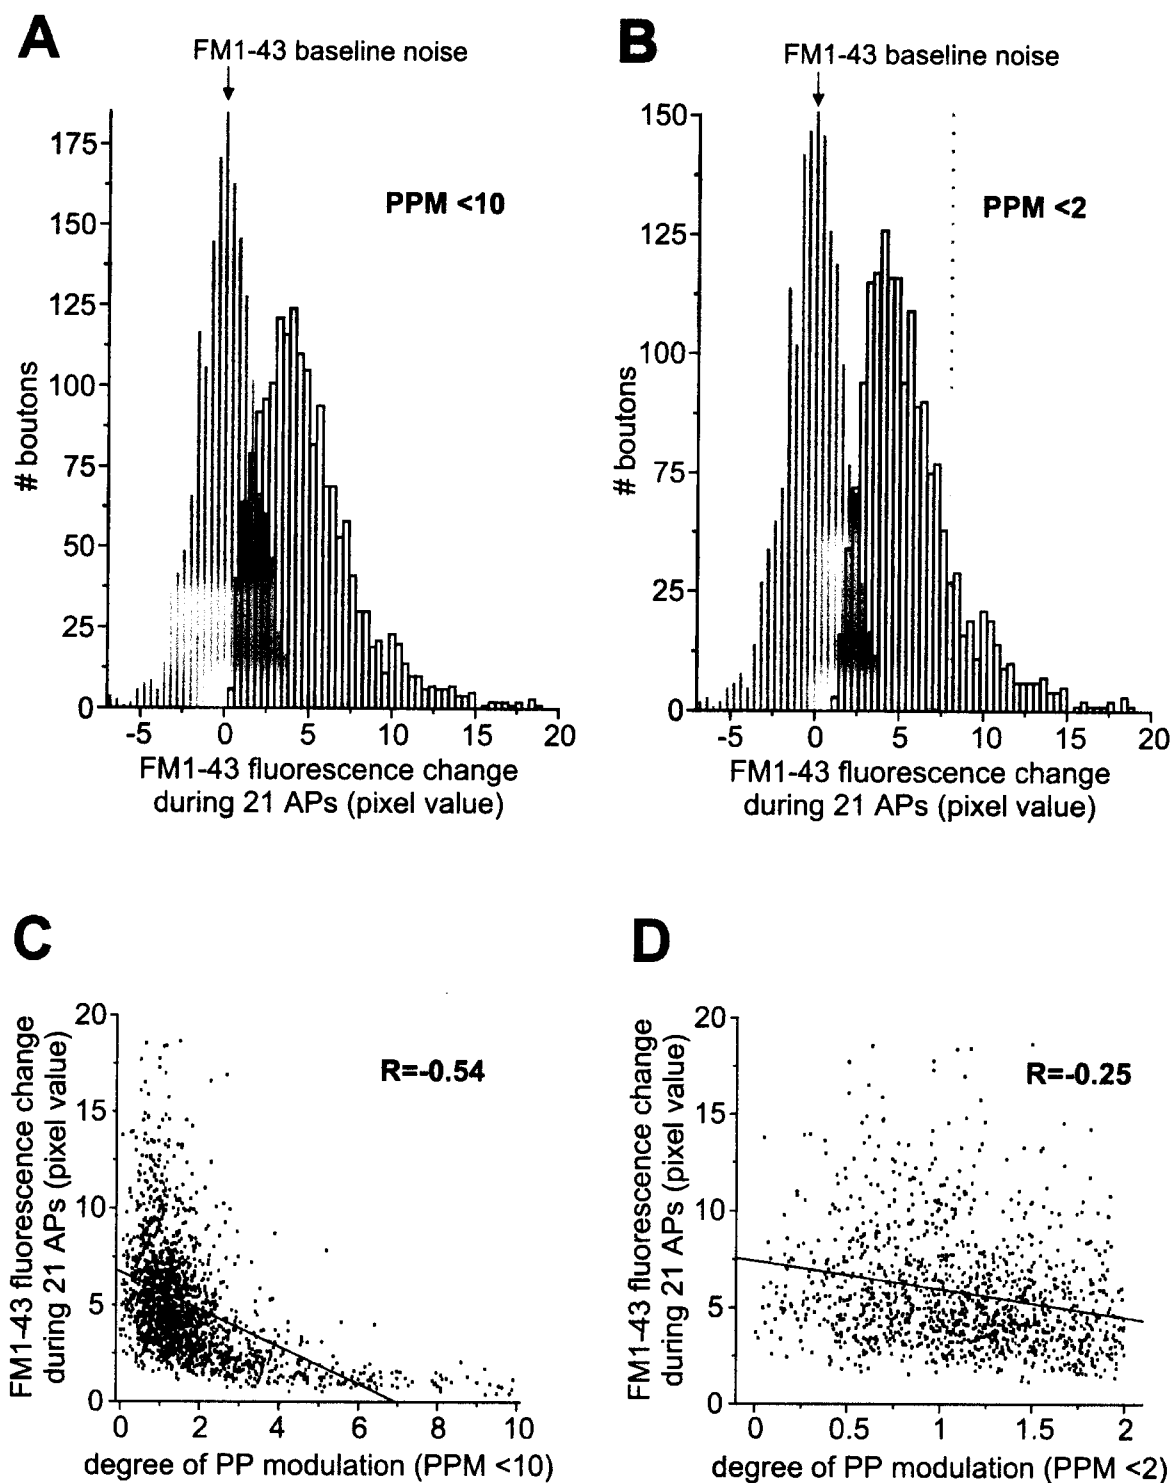 A
FM1-43 baseline noise
PPM <10
175
150
125
100
75
50
25
0
# boutons
-5 0 5 10 15 20
FM1-43 fluorescence change
during 21 APs (pixel value)
B
FM1-43 baseline noise
PPM <2
150
125
100
75
50
25
0
# boutons
-5 0 5 10 15 20
FM1-43 fluorescence change
during 21 APs (pixel value)
C
R=-0.54
20
15
10
5
0
FM1-43 fluorescence change
during 21 APs (pixel value)
0 2 4 6 8 10
degree of PP modulation (PPM <10)
D
R=-0.25
20
15
10
5
0
FM1-43 fluorescence change
during 21 APs (pixel value)
0 0.5 1 1.5 2
degree of PP modulation (PPM <2)